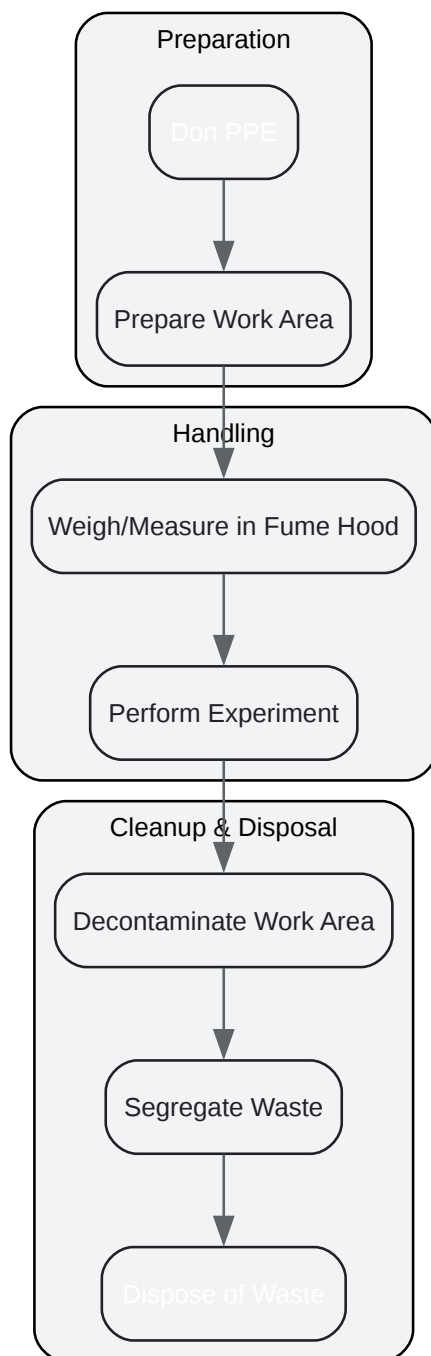 Preparation
Don PPE
Prepare Work Area
Handling
Weigh/Measure in Fume Hood
Perform Experiment
Cleanup & Disposal
Decontaminate Work Area
Segregate Waste
Dispose of Waste